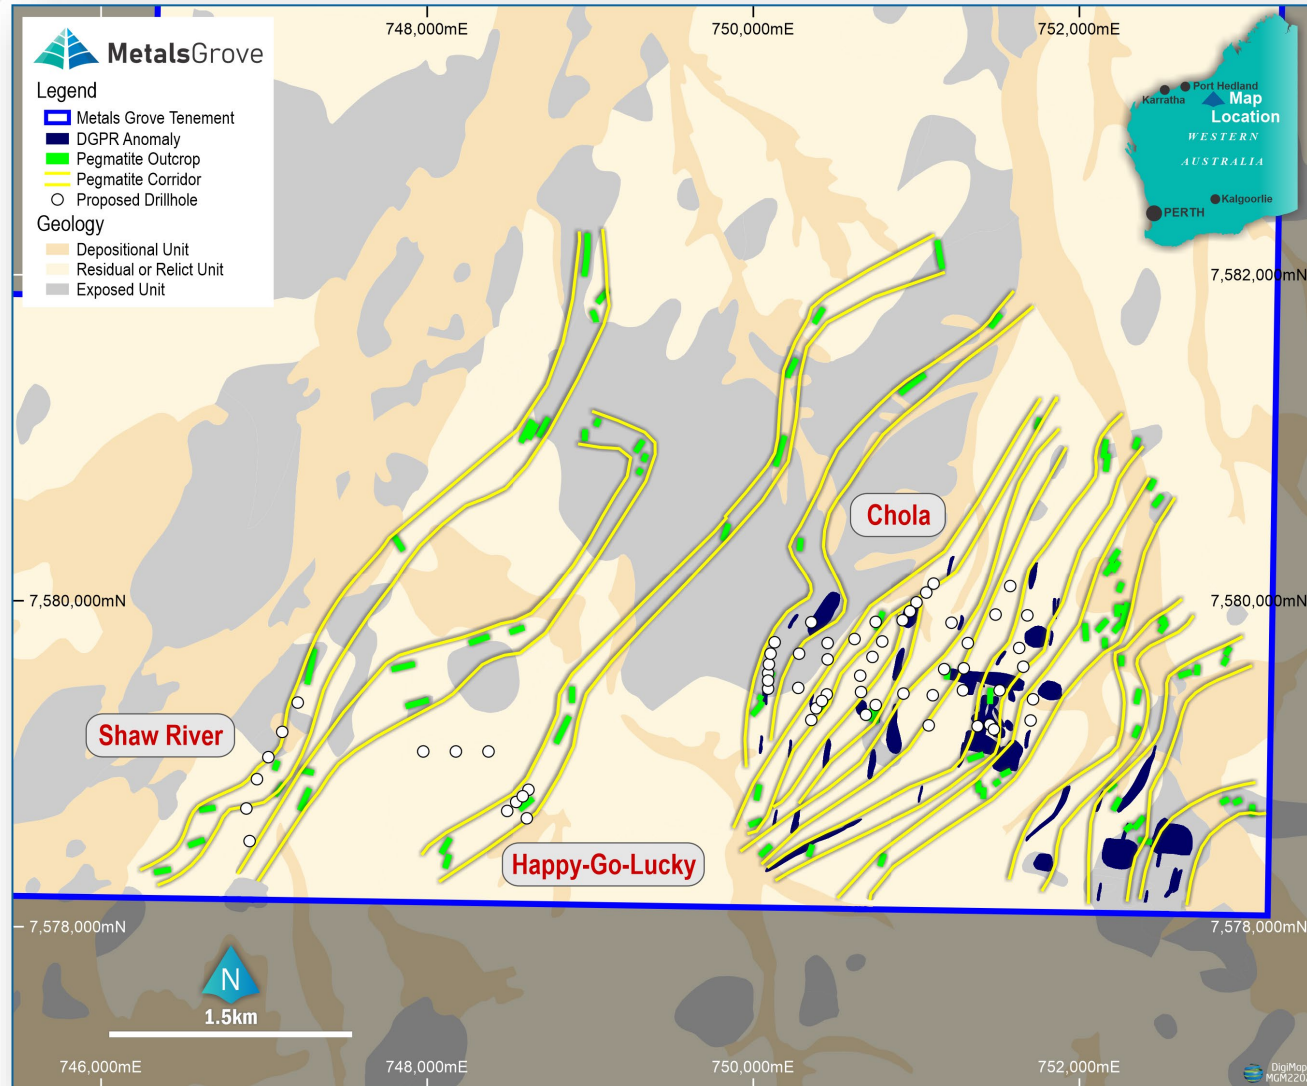 748,000mE
750,000mE
752,000mE
MetalsGrove
Legend
Metals Grove Tenement
DGPR Anomaly
Pegmatite Outcrop
Pegmatite Corridor
Proposed Drillhole
Geology
Depositional Unit
Residual or Relict Unit
Exposed Unit
Port Hedland
Karratha
Map
Location
WESTERN
AUSTRALIA
Kalgoorlie
PERTH
7,582,000mN
Chola
7,580,000mN
7,580,000mN
Shaw River
Happy-Go-Lucky
7,578,000mN
7,578,000mN
N
1.5km
746,000mE
748,000mE
750,000mE
752,000mE
DigiMap